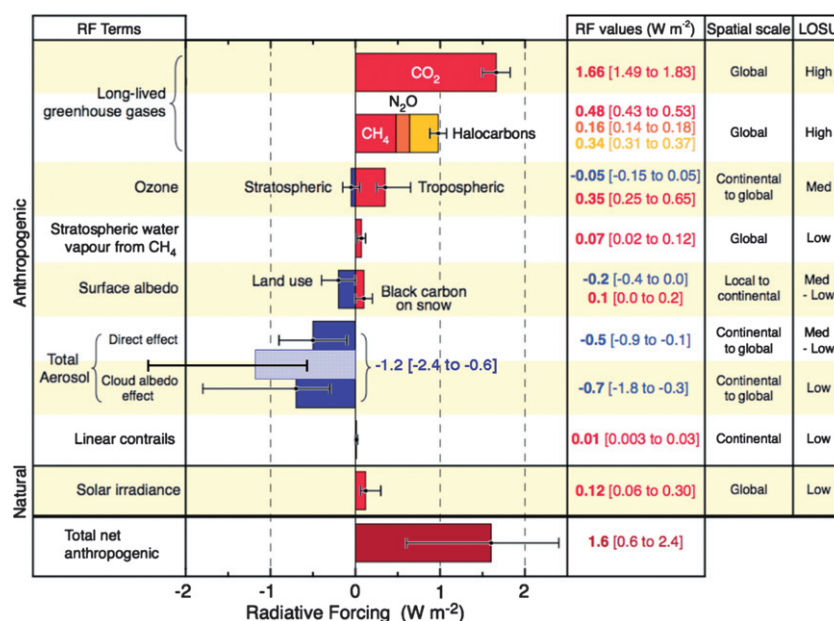 RF Terms
RF values (W m-2)
Spatial scale
LOSU
Anthropogenic
Long-lived
greenhouse gases
CO2
1.66 [1.49 to 1.83]
Global
High
N2O
CH4
Halocarbons
0.48 [0.43 to 0.53]
0.16 [0.14 to 0.18]
0.34 [0.31 to 0.37]
Global
High
Ozone
Stratospheric
Tropospheric
-0.05 [-0.15 to 0.05]
0.35 [0.25 to 0.65]
Continental
to global
Med
Stratospheric water
vapour from CH4
0.07 [0.02 to 0.12]
Global
Low
Surface albedo
Land use
Black carbon
on snow
-0.2 [-0.4 to 0.0]
0.1 [0.0 to 0.2]
Local to
continental
Med
- Low
Total
Aerosol
Direct effect
-0.5 [-0.9 to -0.1]
Continental
to global
Med
- Low
-1.2 [-2.4 to -0.6]
Cloud albedo
effect
-0.7 [-1.8 to -0.3]
Continental
to global
Low
Linear contrails
0.01 [0.003 to 0.03]
Continental
Low
Natural
Solar irradiance
0.12 [0.06 to 0.30]
Global
Low
Total net
anthropogenic
1.6 [0.6 to 2.4]
-2 -1 0 1 2
Radiative Forcing (W m-2)